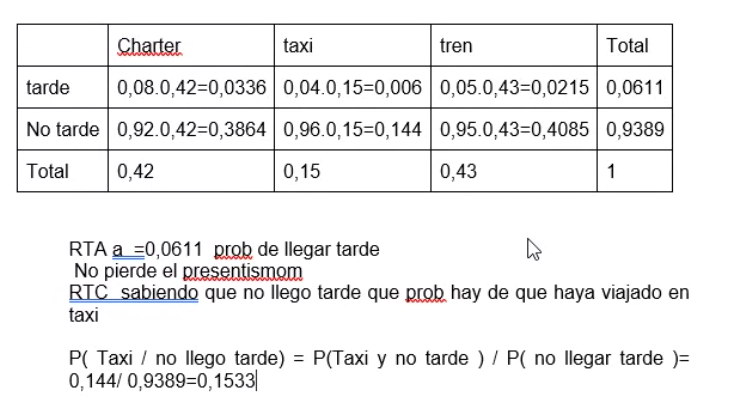 Charter taxi tren Total
tarde 0,08.0,42=0,0336 0,04.0,15=0,006 0,05.0,43=0,0215 0,0611
No tarde 0,92.0,42=0,3864 0,96.0,15=0,144 0,95.0,43=0,4085 0,9389
Total 0,42 0,15 0,43 1
RTA a =0,0611 prob de llegar tarde
No pierde el presentismom
RTC sabiendo que no llego tarde que prob hay de que haya viajado en
taxi
P( Taxi / no llego tarde) = P(Taxi y no tarde ) / P( no llegar tarde )=
0,144/ 0,9389=0,1533